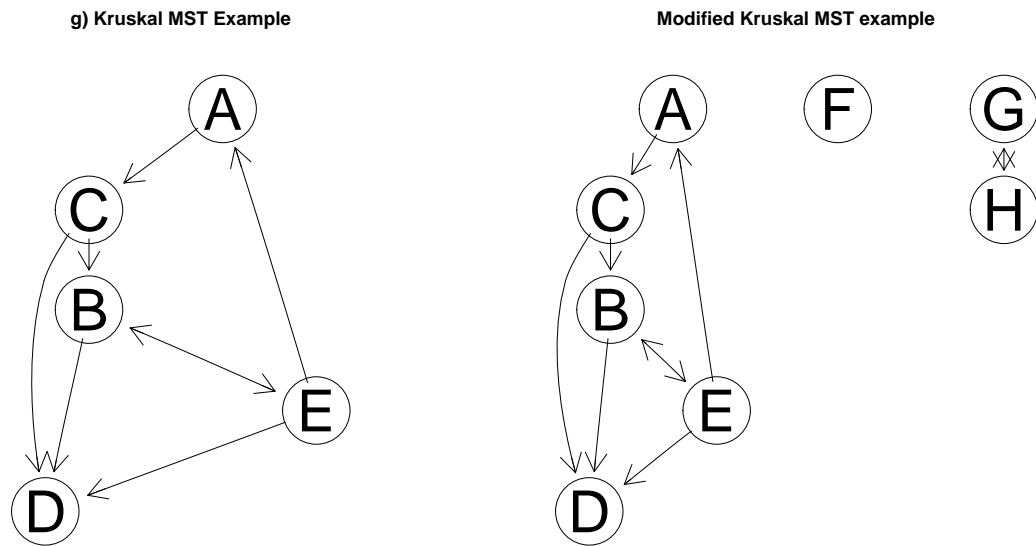 g) Kruskal MST Example
A
C
B
E
D
Modified Kruskal MST example
A
F
G
C
H
B
E
D